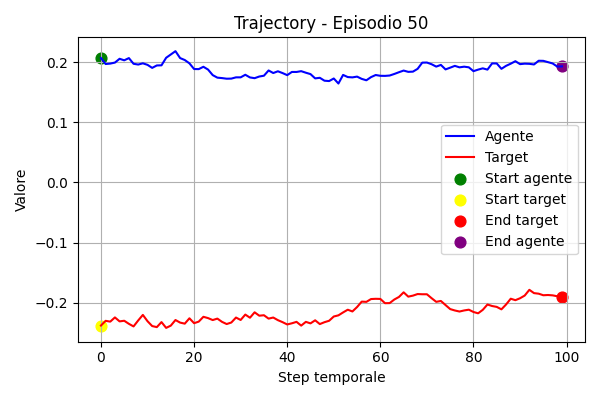 Trajectory - Episodio 50
Valore
0.2
0.1
0.0
−0.1
−0.2
Agente
Target
Start agente
Start target
End target
End agente
0 20 40 60 80 100
Step temporale